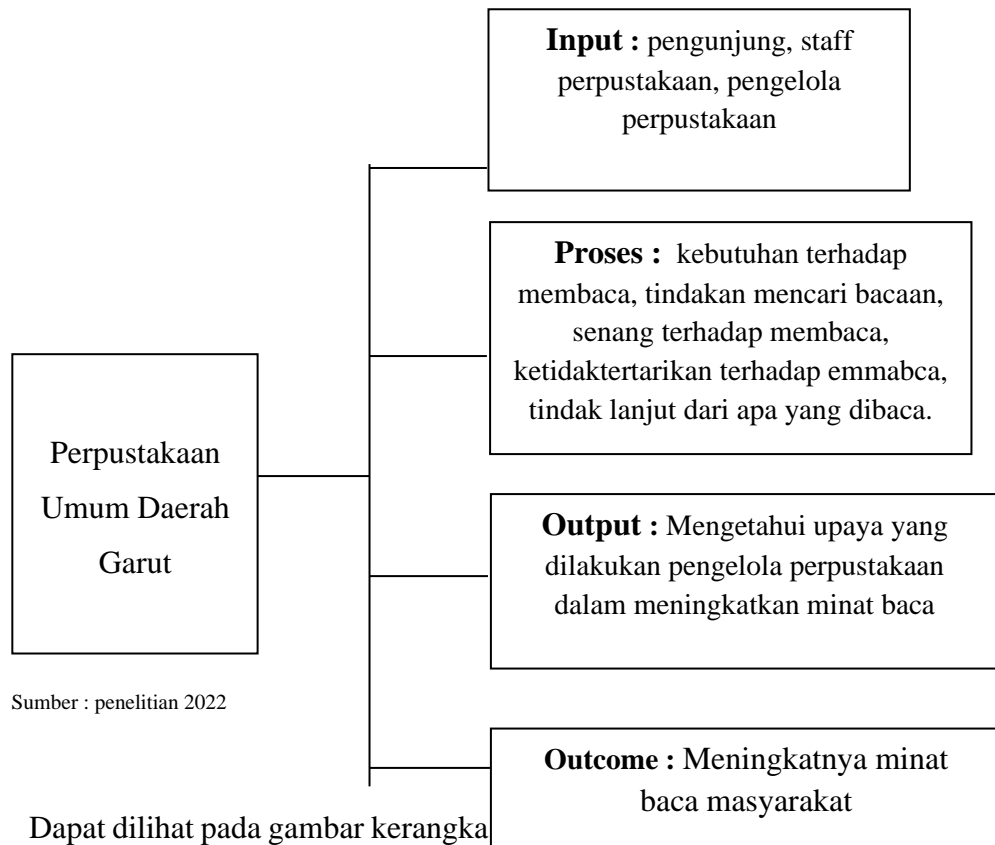 Input : pengunjung, staff
perpustakaan, pengelola
perpustakaan
Proses : kebutuhan terhadap
membaca, tindakan mencari bacaan,
senang terhadap membaca,
ketidaktertarikan terhadap emmabca,
tindak lanjut dari apa yang dibaca.
Perpustakaan
Umum Daerah
Garut
Output : Mengetahui upaya yang
dilakukan pengelola perpustakaan
dalam meningkatkan minat baca
Sumber : penelitian 2022
Outcome : Meningkatnya minat
baca masyarakat
Dapat dilihat pada gambar kerangka